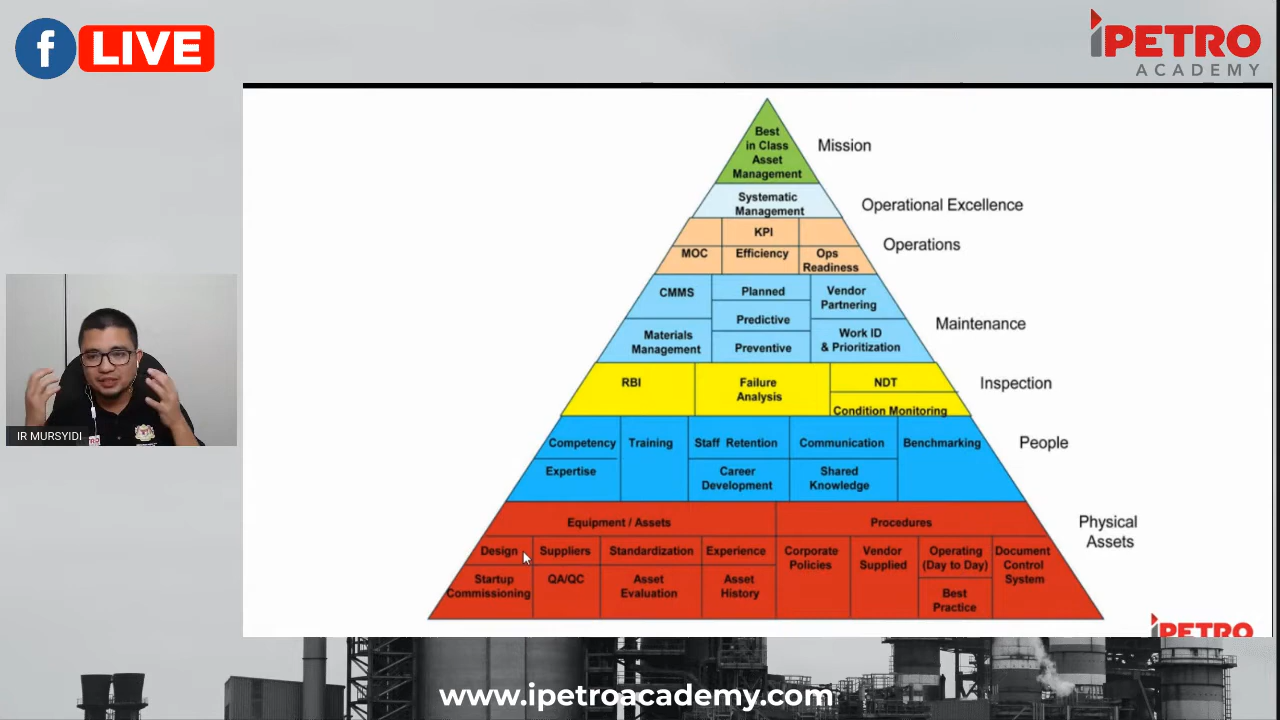 f LIVE
iPETRO
ACADEMY
Best
in Class
Asset
Management
Mission
Systematic
Management
Operational Excellence
KPI
Operations
MOC
Efficiency
Ops
Readiness
CMMS
Planned
Vendor
Partnering
Predictive
Maintenance
Materials
Management
Preventive
Work ID
& Prioritization
RBI
Failure
Analysis
NDT
Condition Monitoring
Inspection
Competency
Training
Staff Retention
Communication
Benchmarking
People
Expertise
Career
Development
Shared
Knowledge
Equipment / Assets
Procedures
Physical
Assets
Design
Suppliers
Standardization
Experience
Corporate
Policies
Vendor
Supplied
Operating
(Day to Day)
Document
Control
System
Startup
Commissioning
QA/QC
Asset
Evaluation
Asset
History
Best
Practice
IR MURSYIDI
iPETRO
www.ipetroacademy.com